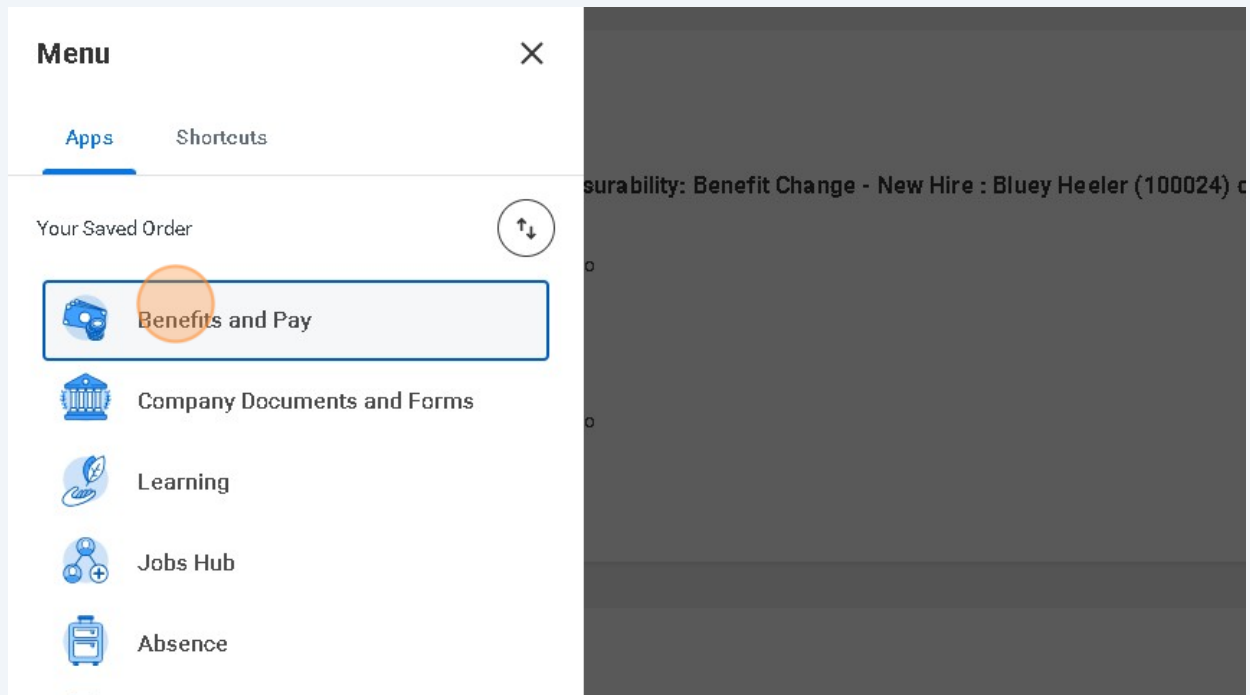 Menu
Apps Shortcuts
Your Saved Order
Benefits and Pay
Company Documents and Forms
Learning
Jobs Hub
Absence
surability: Benefit Change - New Hire : Bluey Heeler (100024) c
o
o